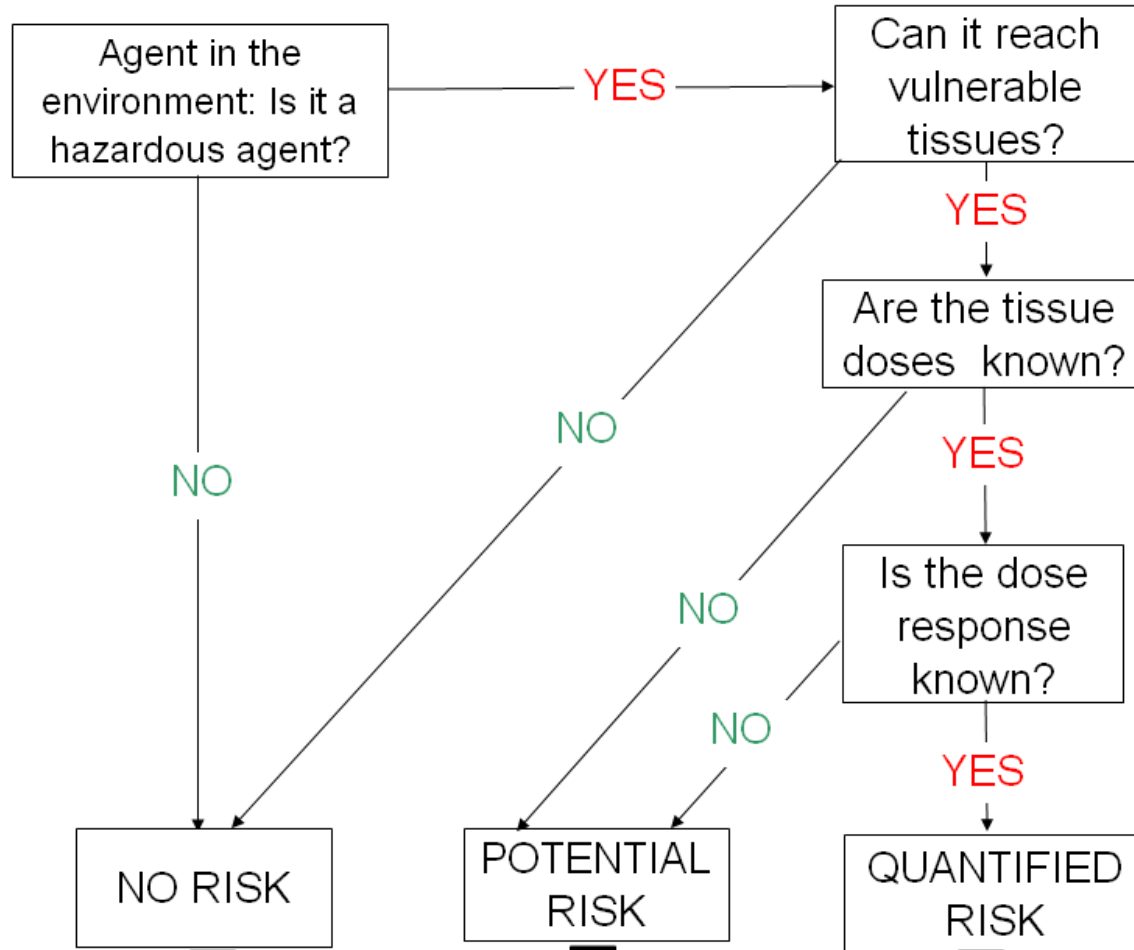 Agent in the
environment: Is it a
hazardous agent?
YES
Can it reach
vulnerable
tissues?
YES
Are the tissue
doses known?
NO
YES
NO
Is the dose
response
known?
NO
NO
YES
NO RISK
POTENTIAL
RISK
QUANTIFIED
RISK